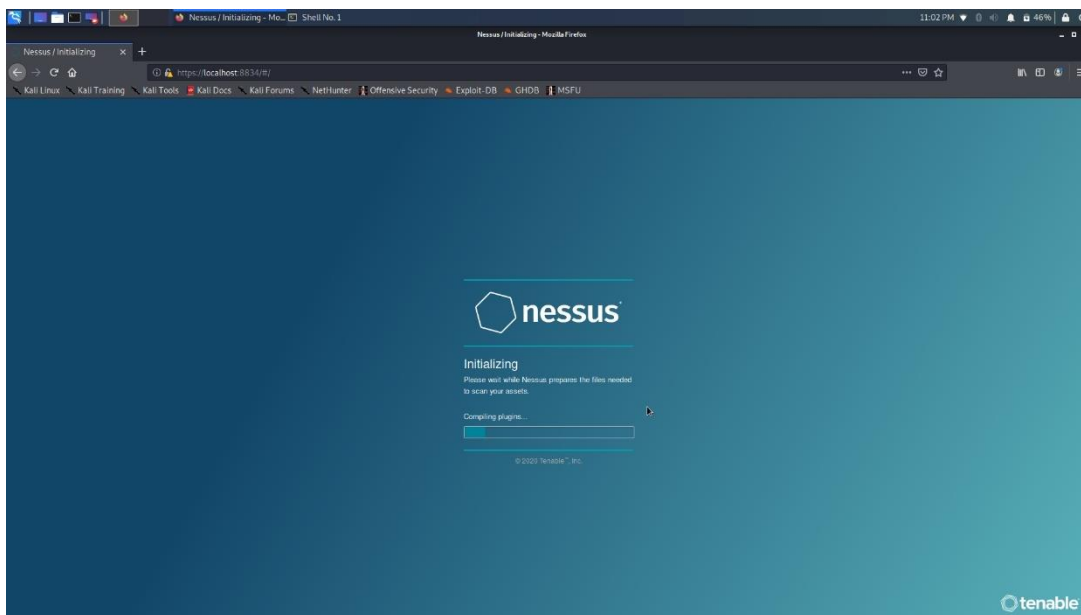 Nessus / Initializing - Mo...
Shell No. 1
11:02 PM
46%
Nessus / Initializing - Mozilla Firefox
Nessus / Initializing
https://localhost:8834/#/
Kali Linux
Kali Training
Kali Tools
Kali Docs
Kali Forums
NetHunter
Offensive Security
Exploit-DB
GHDB
MSFU
nessus
Initializing
Please wait while Nessus prepares the files needed
to scan your assets.
Compiling plugins...
© 2020 Tenable™, Inc.
tenable